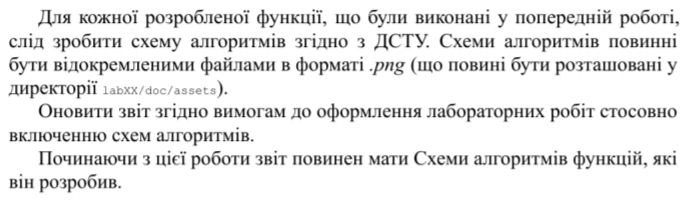 Для кожної розробленої функції, що були виконані у попередній роботі,
слід зробити схему алгоритмів згідно з ДСТУ. Схеми алгоритмів повинні
бути відокремленими файлами в форматі .png (що повині бути розташовані у
директорії labXX/doc/assets).
Оновити звіт згідно вимогам до оформлення лабораторних робіт стосовно
включенню схем алгоритмів.
Починаючи з цієї роботи звіт повинен мати Схеми алгоритмів функцій, які
він розробив.